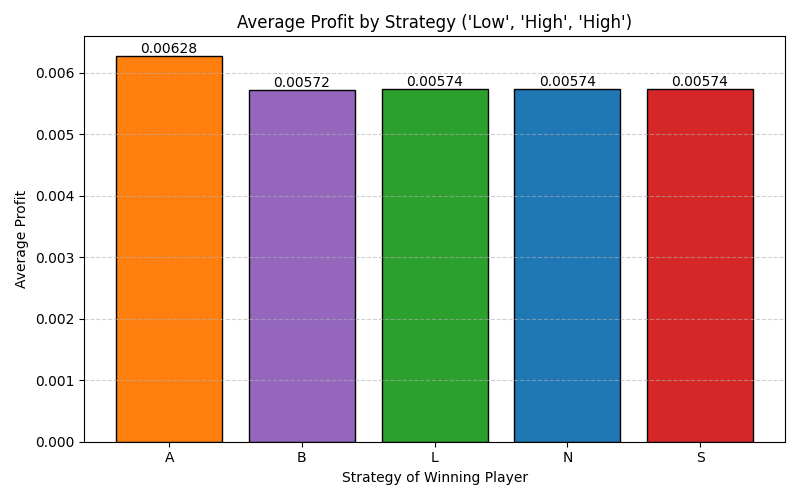 Average Profit by Strategy ('Low', 'High', 'High')
0.00628
0.00572
0.00574
0.00574
0.00574
0.006
0.005
0.004
0.003
0.002
0.001
0.000
Average Profit
A
B
L
N
S
Strategy of Winning Player